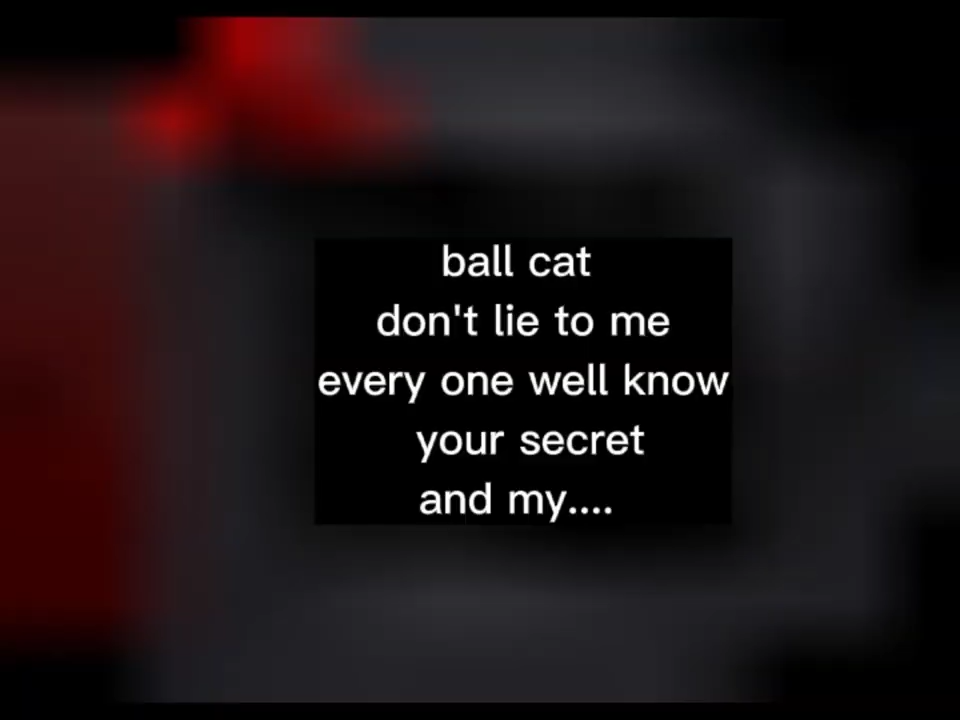 ball cat
don't lie to me
every one well know
your secret
and my....